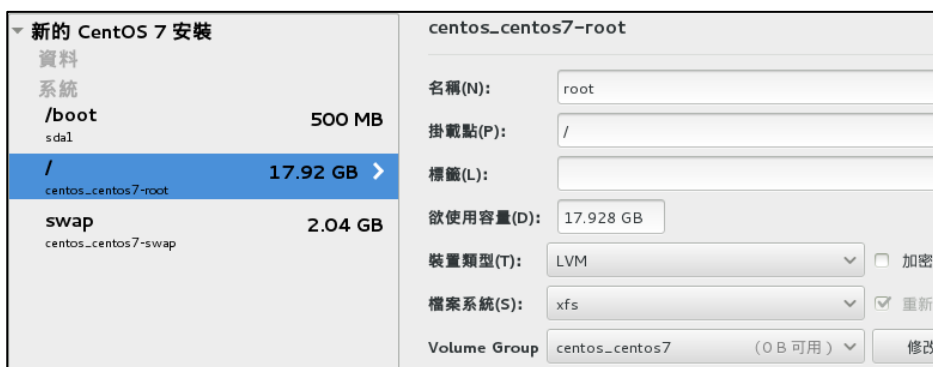 新的 CentOS 7 安裝
資料
系統
/boot 500 MB
sda1
/ 17.92 GB
centos_centos7-root
swap 2.04 GB
centos_centos7-swap
centos_centos7-root
名稱(N): root
掛載點(P): /
標籤(L):
欲使用容量(D): 17.928 GB
裝置類型(T): LVM 加密
檔案系統(S): xfs 重新
Volume Group centos_centos7 (0 B 可用) 修改